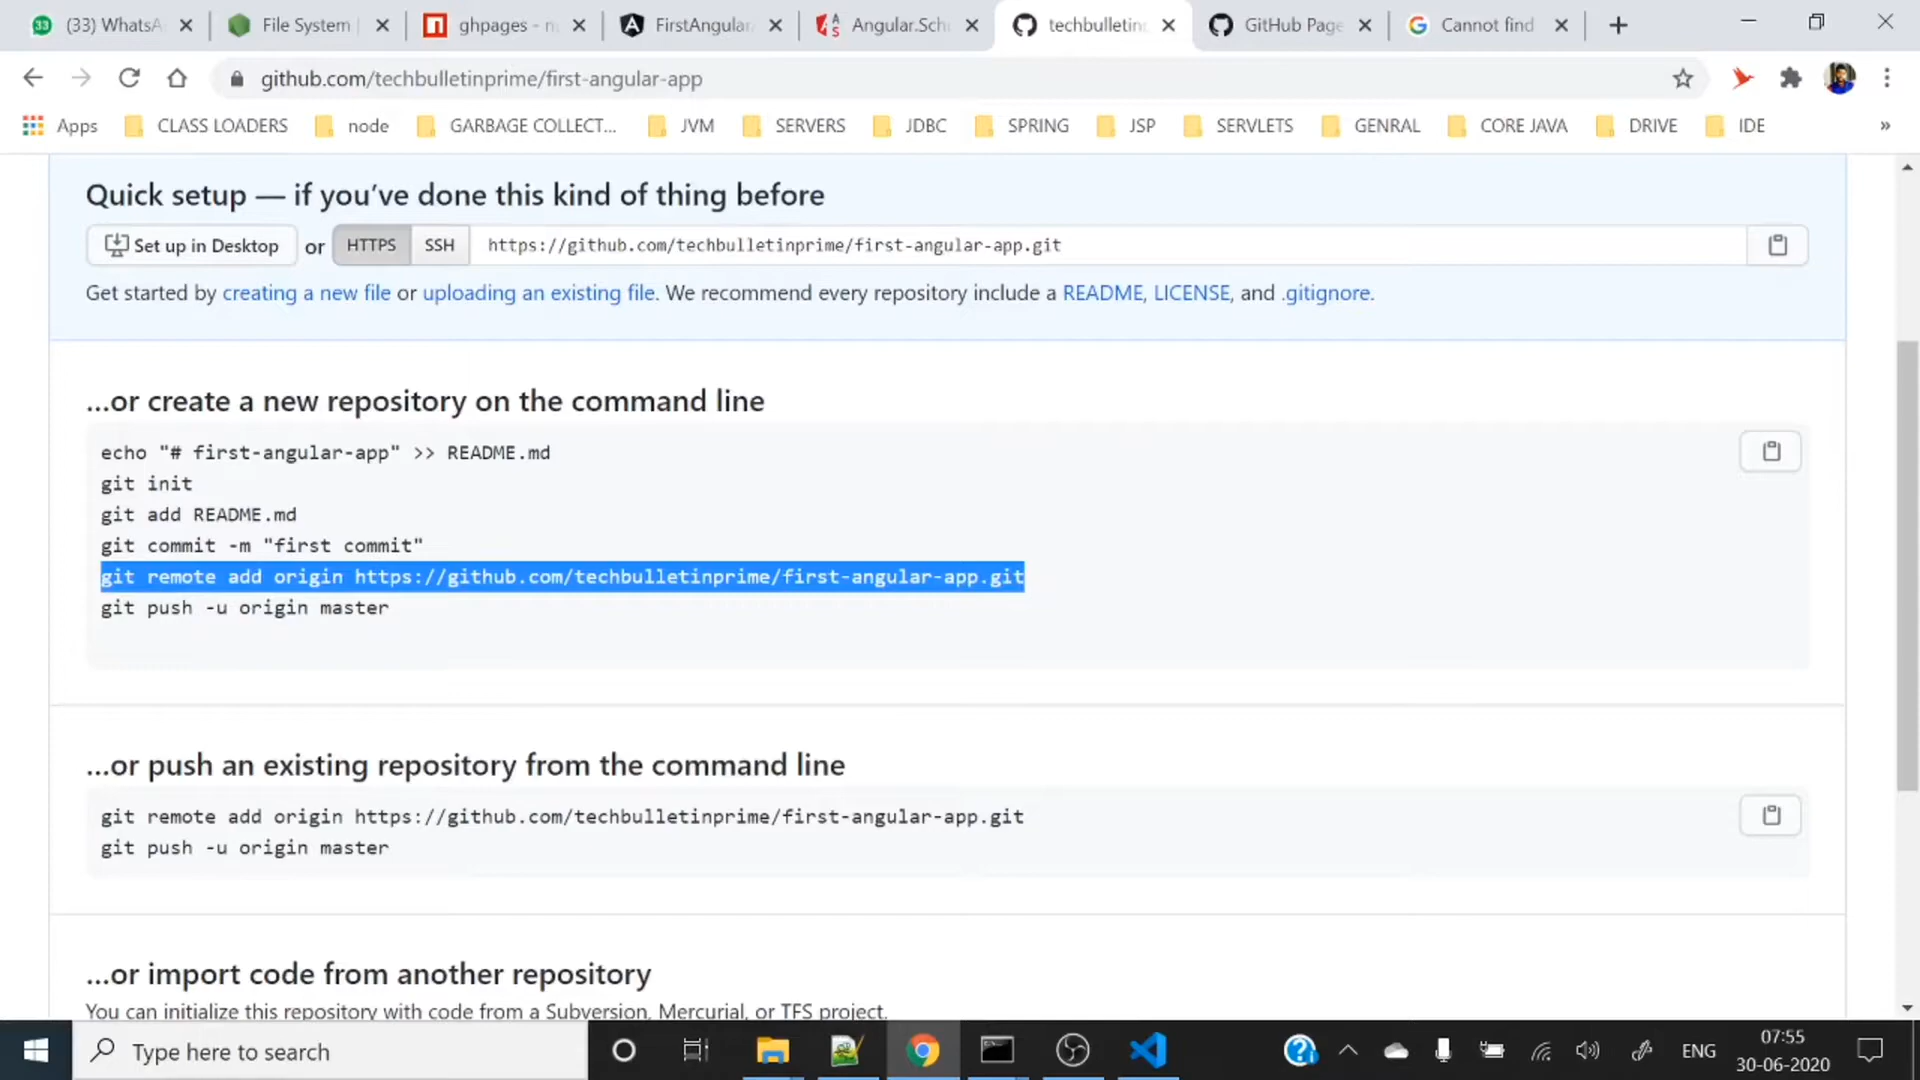 (33) WhatsA
File System
ghpages - n
FirstAngular
Angular.Sch
techbulletin
GitHub Page
Cannot find
github.com/techbulletinprime/first-angular-app
Apps
CLASS LOADERS
node
GARBAGE COLLECT...
JVM
SERVERS
JDBC
SPRING
JSP
SERVLETS
GENRAL
CORE JAVA
DRIVE
IDE
»
Quick setup — if you’ve done this kind of thing before
Set up in Desktop or HTTPS SSH https://github.com/techbulletinprime/first-angular-app.git
Get started by creating a new file or uploading an existing file. We recommend every repository include a README, LICENSE, and .gitignore.
…or create a new repository on the command line
echo "# first-angular-app" >> README.md
git init
git add README.md
git commit -m "first commit"
git remote add origin https://github.com/techbulletinprime/first-angular-app.git
git push -u origin master
…or push an existing repository from the command line
git remote add origin https://github.com/techbulletinprime/first-angular-app.git
git push -u origin master
…or import code from another repository
You can initialize this repository with code from a Subversion, Mercurial, or TFS project.
Type here to search
ENG
07:55
30-06-2020